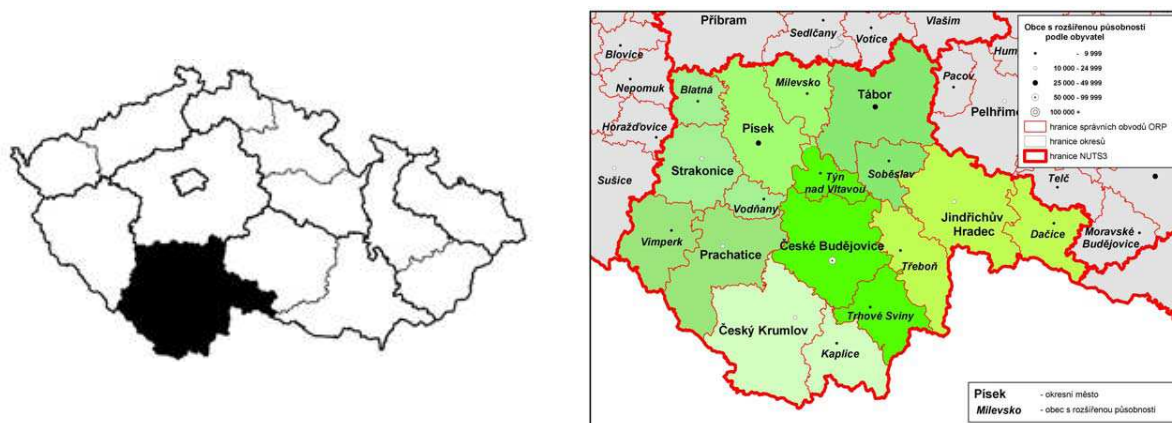 Příbram
Sedlčany
Votice
Vlašim
Blovice
Nepomuk
Horažďovice
Sušice
Pacov
Hum
Pelhřim
Telč
Moravské
Budějovice
Blatná
Milevsko
Tábor
Písek
Strakonice
Týn
nad Vltavou
Soběslav
Vodňany
Jindřichův
Hradec
Dačice
Vimperk
Prachatice
České Budějovice
Třeboň
Trhové Sviny
Český Krumlov
Kaplice
Obce s rozšířenou působností
podle obyvatel
- 9 999
10 000 - 24 999
25 000 - 49 999
50 000 - 99 999
100 000 +
hranice správních obvodů ORP
hranice okresů
hranice NUTS3
Písek - okresní město
Milevsko - obec s rozšířenou působností